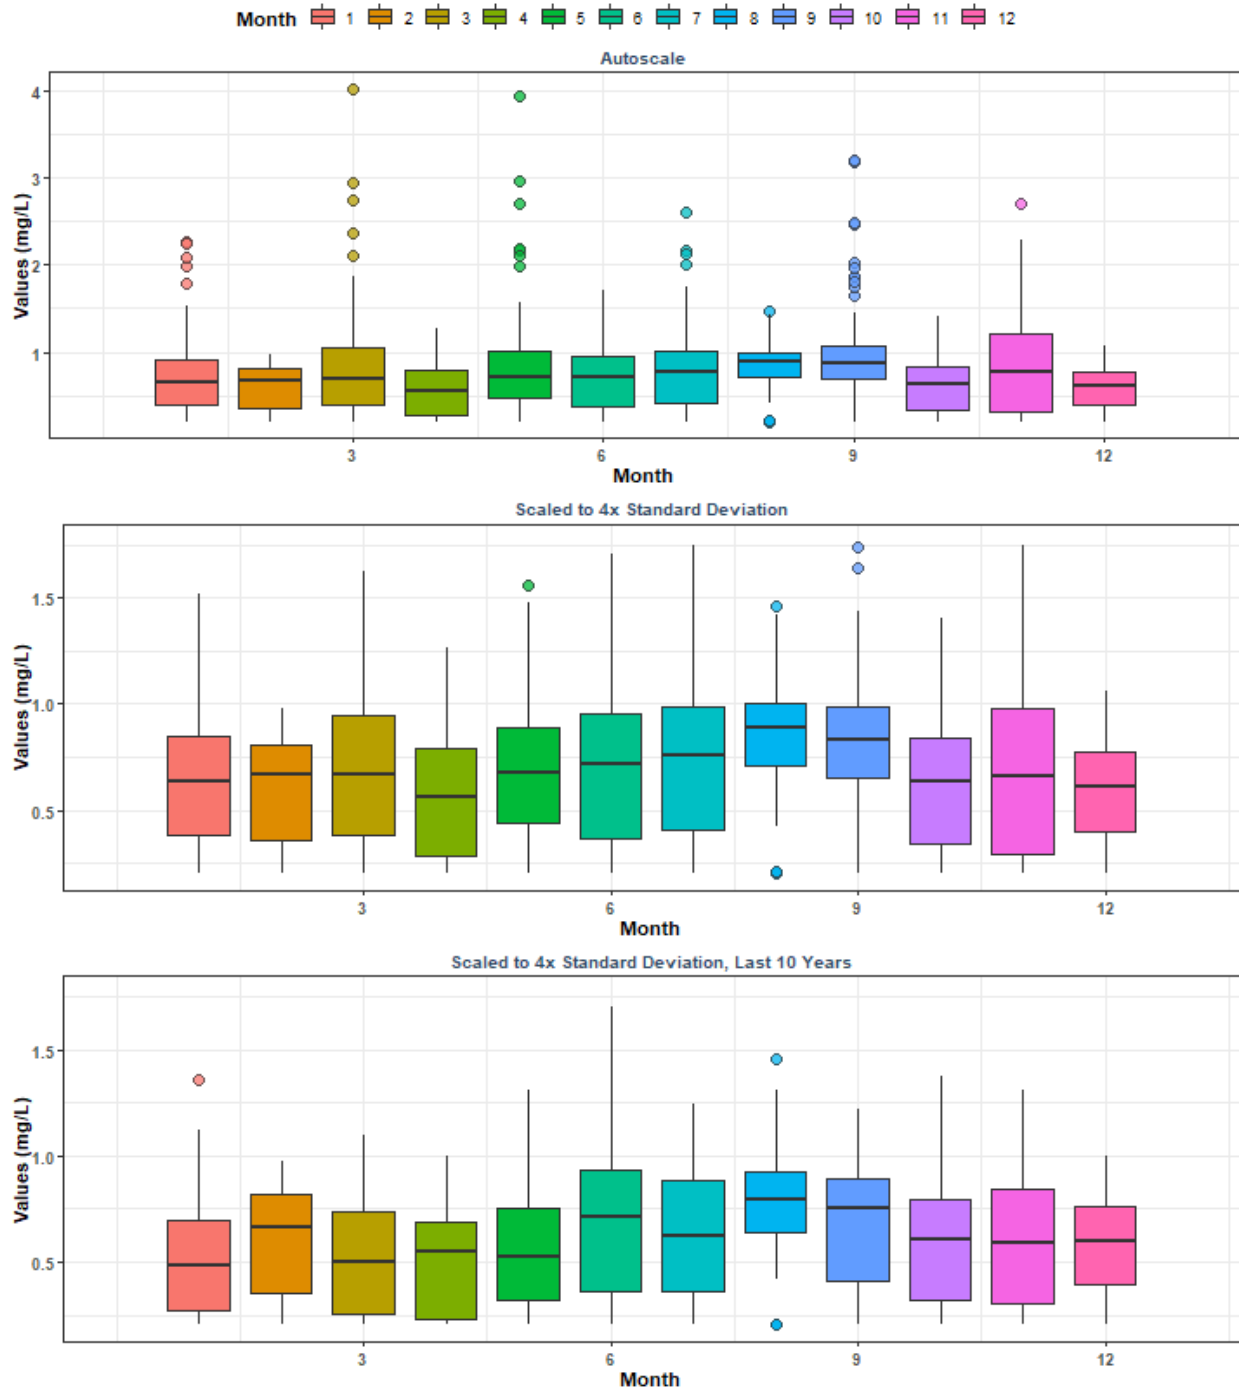 Month 1 2 3 4 5 6 7 8 9 10 11 12
Autoscale
Values (mg/L)
4
3
2
1
3 6 9 12
Month
Scaled to 4x Standard Deviation
Values (mg/L)
1.5
1.0
0.5
3 6 9 12
Month
Scaled to 4x Standard Deviation, Last 10 Years
Values (mg/L)
1.5
1.0
0.5
3 6 9 12
Month